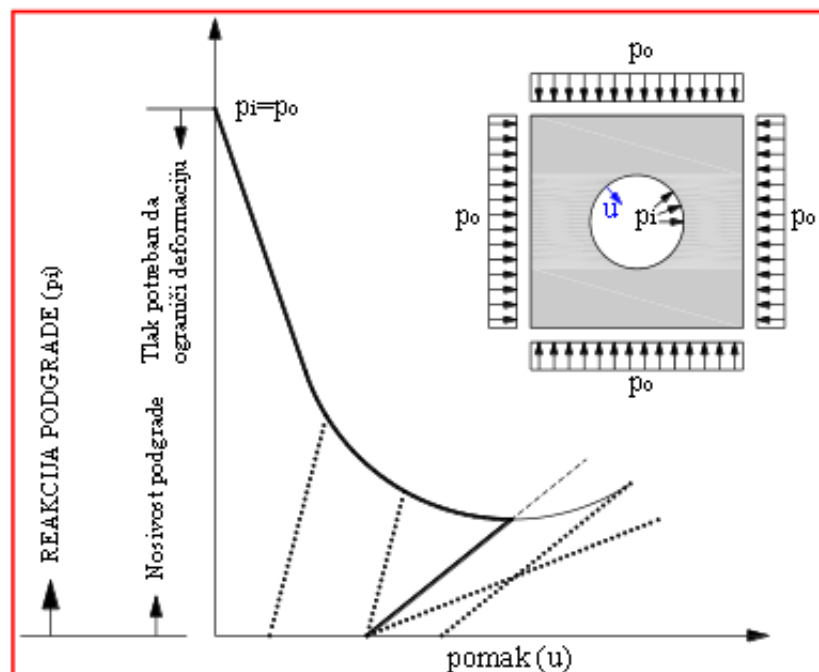 pi=po
REAKCIJA PODGRADE (pi)
Nosivost podgrade
Tlak potreban da
ograniči deformaciju
po
po
u
pi
po
po
pomak (u)